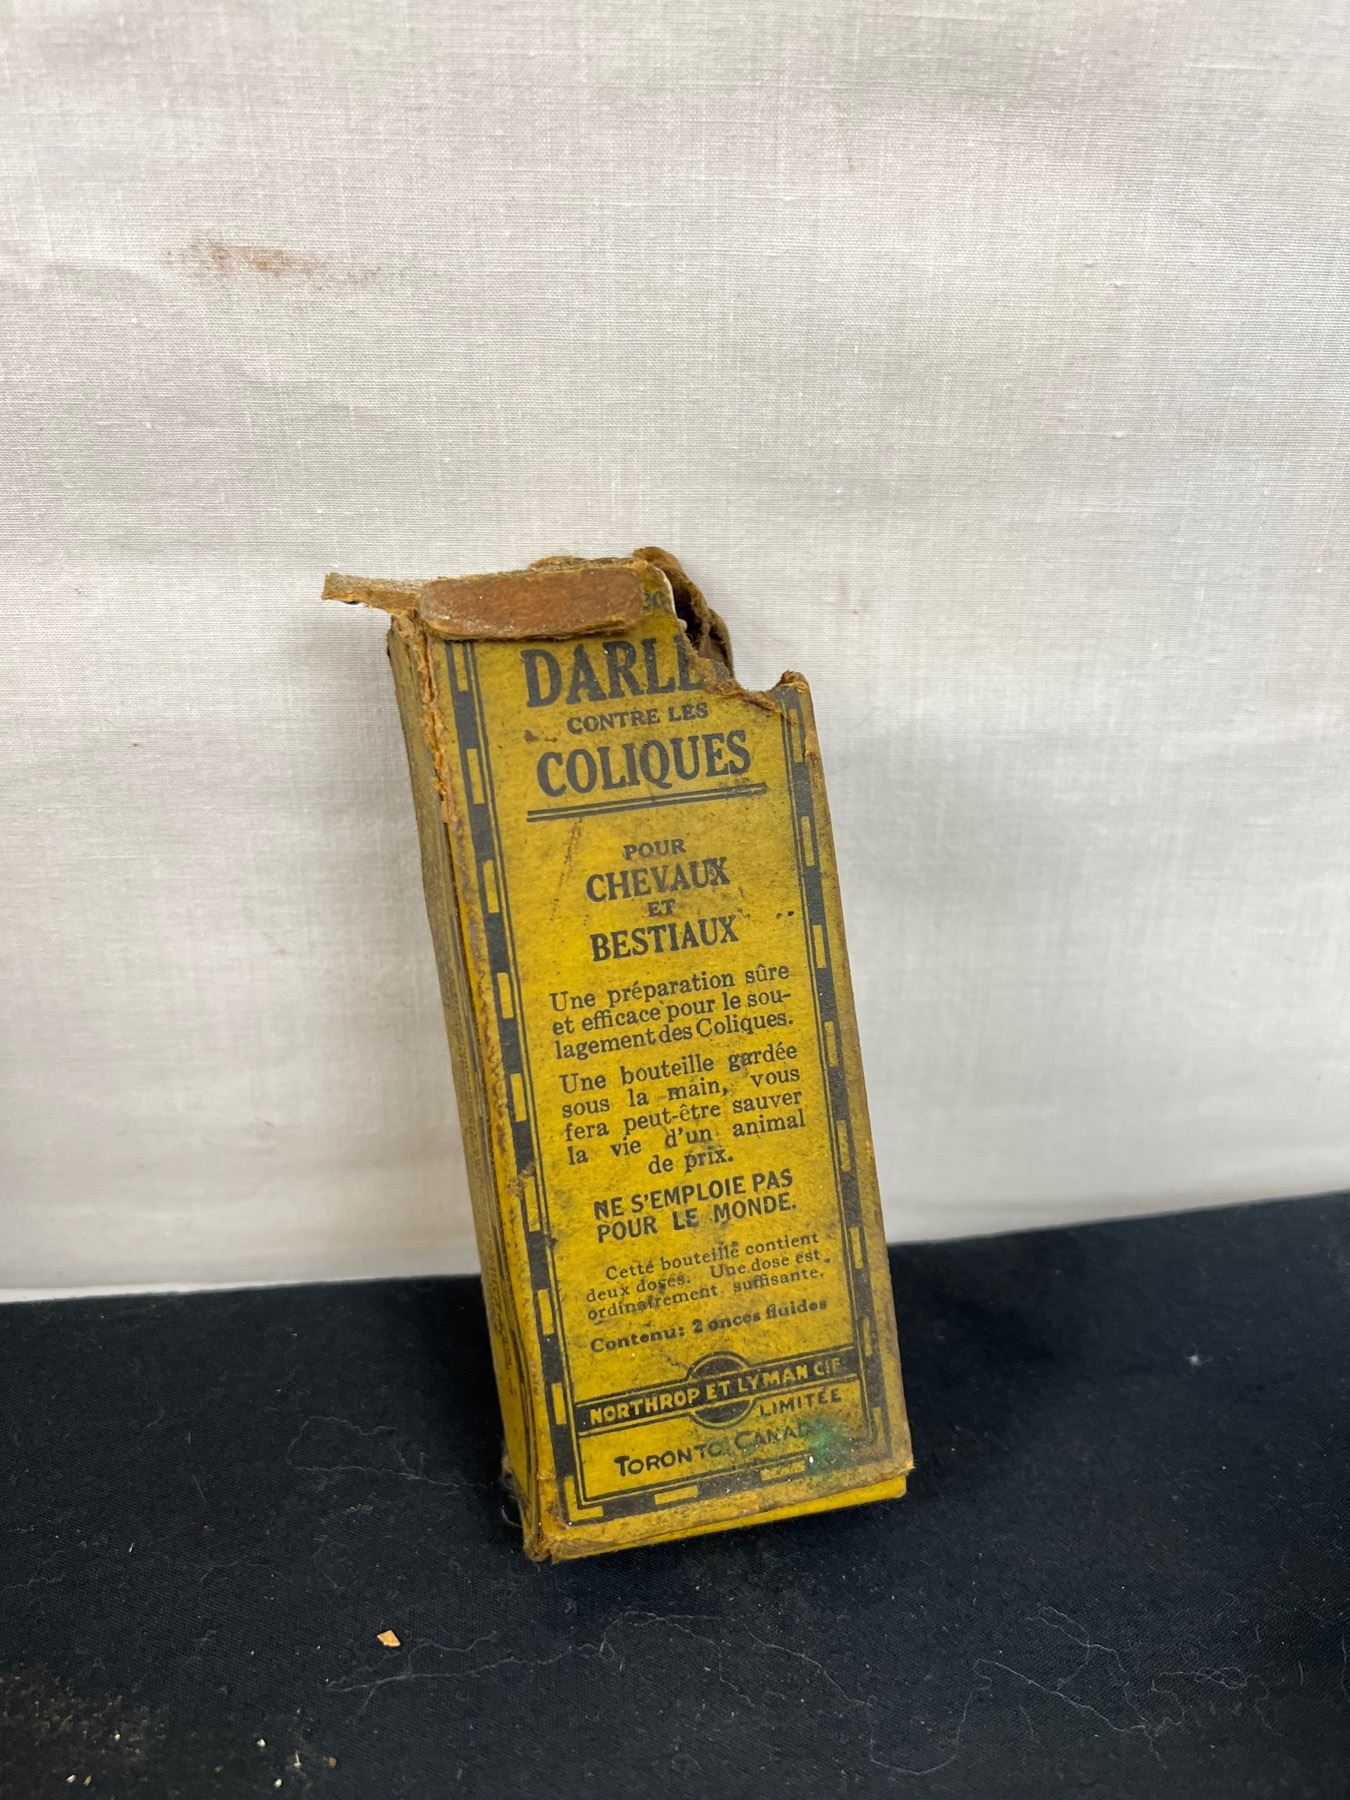 DARLE
CONTRE LES
COLIQUES
POUR
CHEVAUX
ET
BESTIAUX
Une préparation sûre
et efficace pour le sou-
lagement des Coliques.
Une bouteille gardée
sous la main, vous
fera peut-être sauver
la vie d'un animal
de prix.
NE S'EMPLOIE PAS
POUR LE MONDE.
Cette bouteille contient
deux doses. Une dose est
ordinairement suffisante.
Contenu: 2 onces fluides
NORTHROP ET LYMAN CIE
LIMITÉE
TORONTO, CANAD